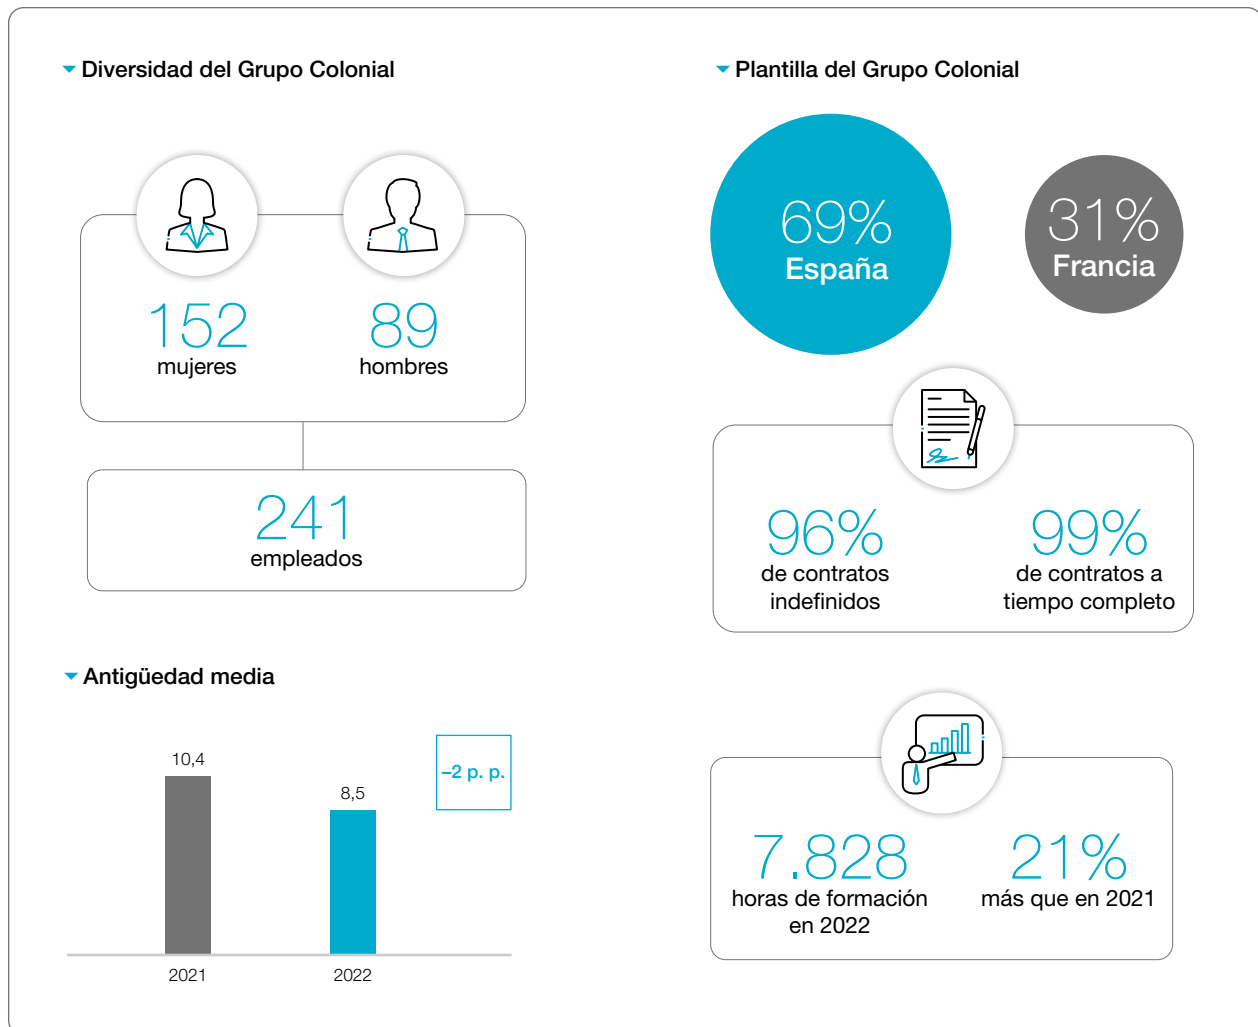 Diversidad del Grupo Colonial
152
mujeres
89
hombres
241
empleados
Antigüedad media
10,4
8,5
–2 p. p.
2021
2022
Plantilla del Grupo Colonial
69%
España
31%
Francia
96%
de contratos
indefinidos
99%
de contratos a
tiempo completo
7.828
horas de formación
en 2022
21%
más que en 2021